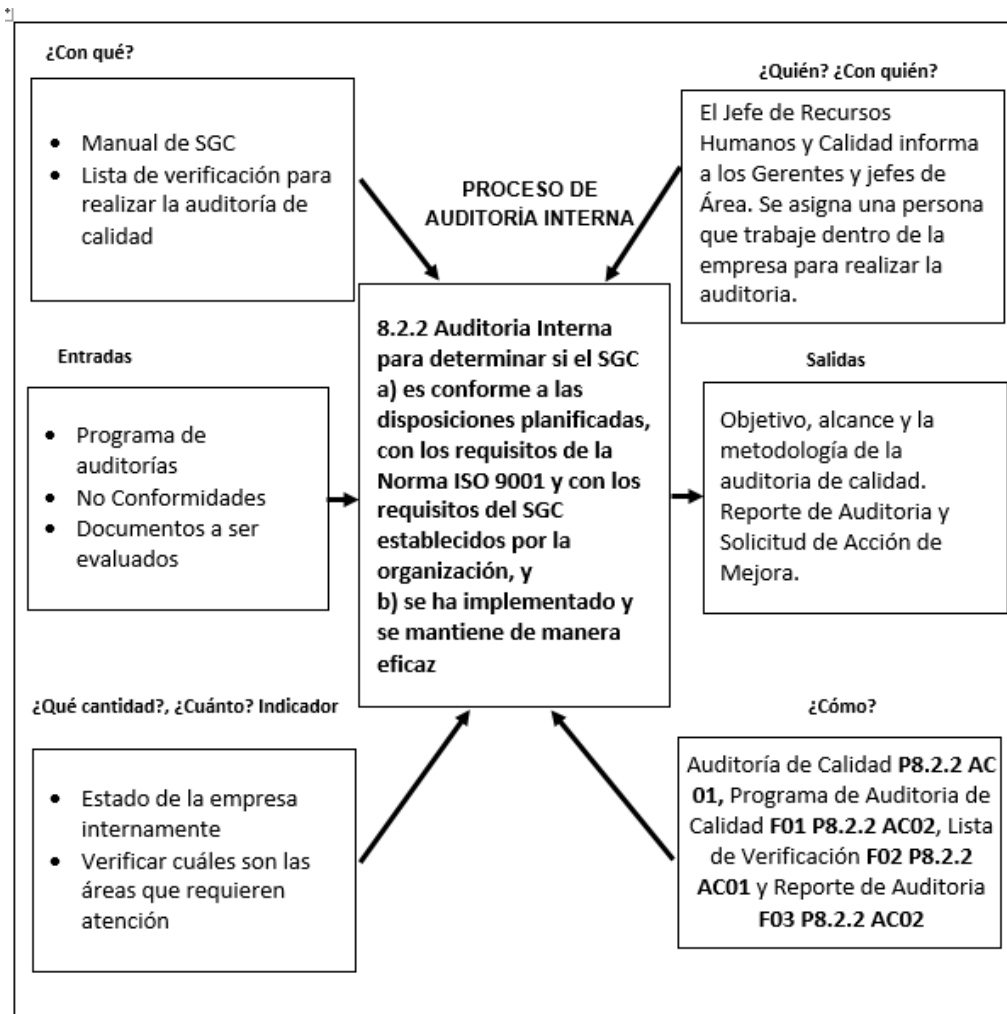 ¿Con qué?
• Manual de SGC
• Lista de verificación para
realizar la auditoría de
calidad
PROCESO DE
AUDITORÌA INTERNA
¿Quién? ¿Con quién?
El Jefe de Recursos
Humanos y Calidad informa
a los Gerentes y jefes de
Área. Se asigna una persona
que trabaje dentro de la
empresa para realizar la
auditoria.
Entradas
• Programa de
auditorías
• No Conformidades
• Documentos a ser
evaluados
8.2.2 Auditoria Interna
para determinar si el SGC
a) es conforme a las
disposiciones planificadas,
con los requisitos de la
Norma ISO 9001 y con los
requisitos del SGC
establecidos por la
organización, y
b) se ha implementado y
se mantiene de manera
eficaz
Salidas
Objetivo, alcance y la
metodología de la
auditoria de calidad.
Reporte de Auditoria y
Solicitud de Acción de
Mejora.
¿Qué cantidad?, ¿Cuánto? Indicador
• Estado de la empresa
internamente
• Verificar cuáles son las
áreas que requieren
atención
¿Cómo?
Auditoría de Calidad P8.2.2 AC
01, Programa de Auditoria de
Calidad F01 P8.2.2 AC02, Lista
de Verificación F02 P8.2.2
AC01 y Reporte de Auditoria
F03 P8.2.2 AC02